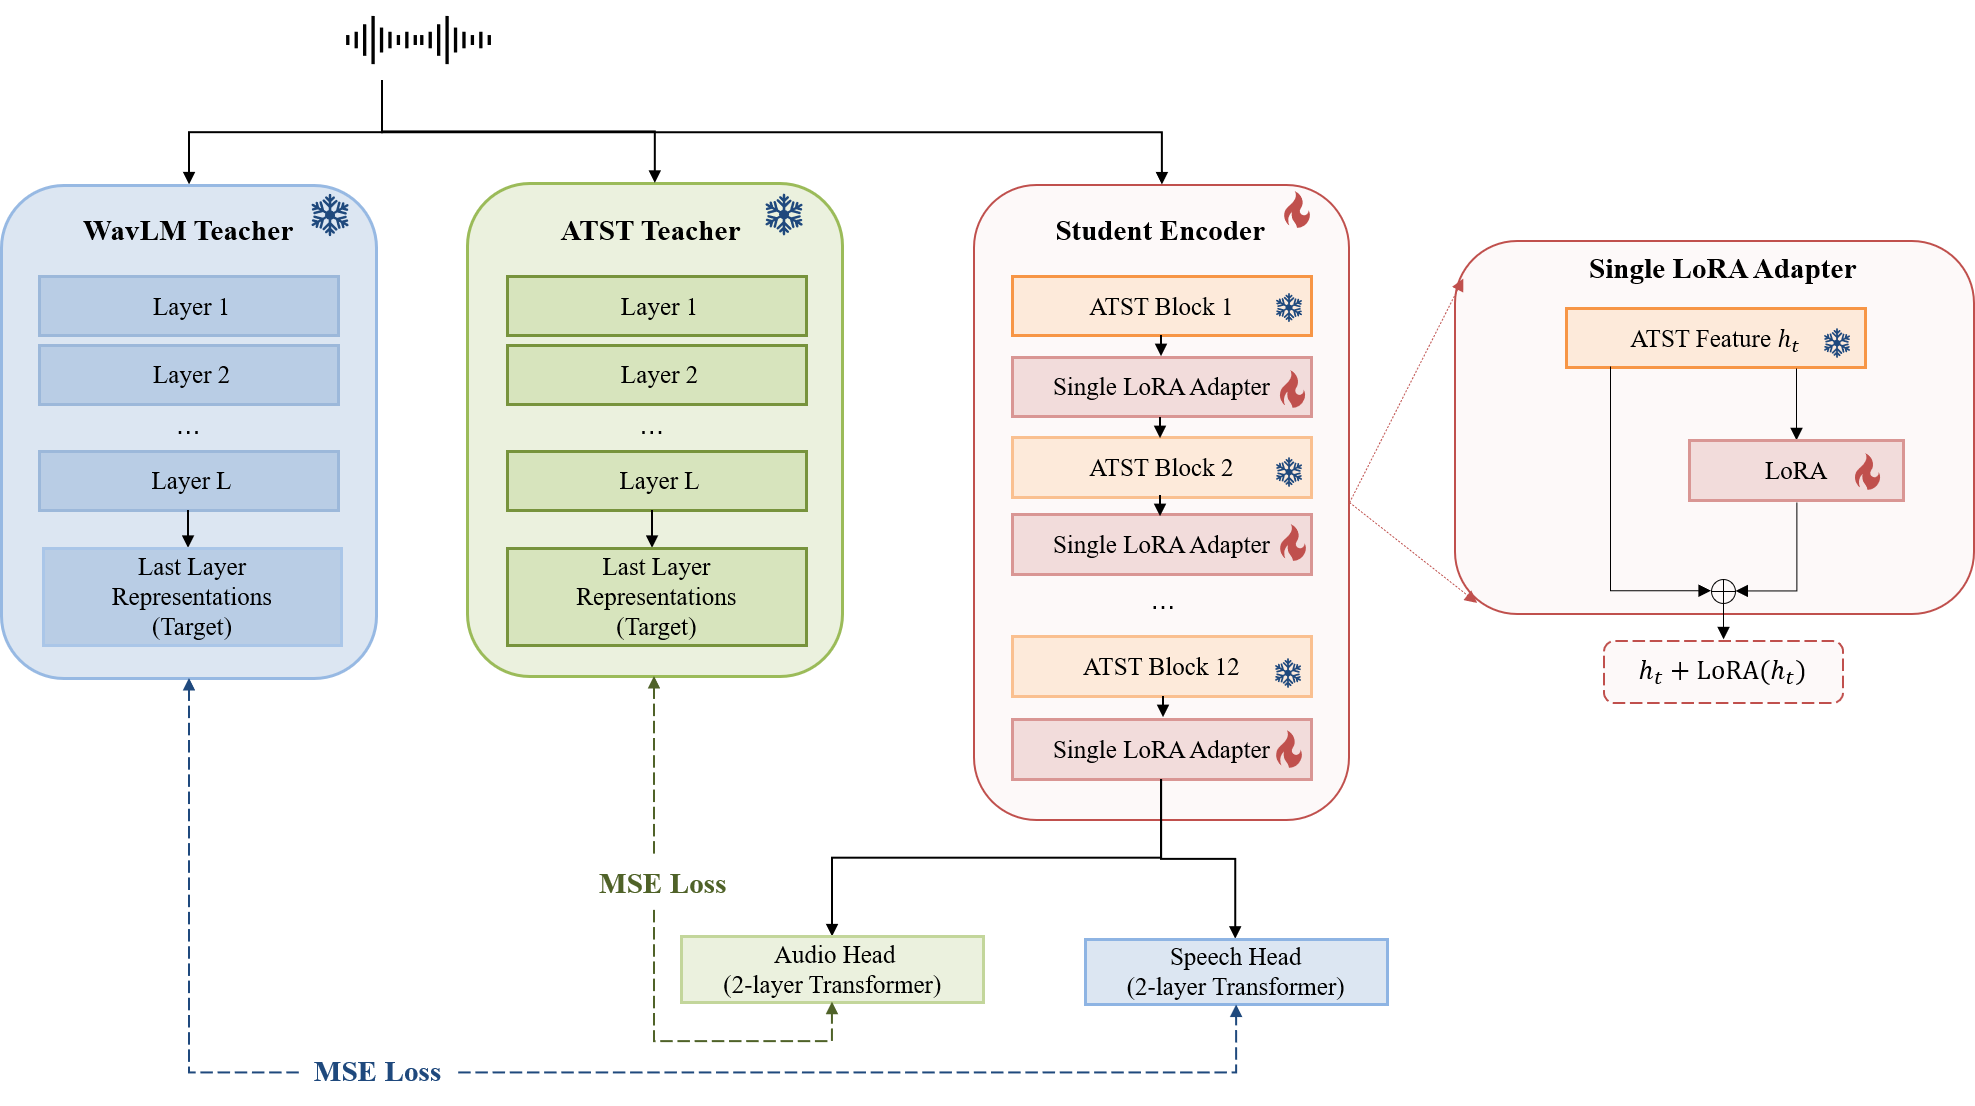 WavLM Teacher
Layer 1
Layer 2
...
Layer L
Last Layer
Representations
(Target)
ATST Teacher
Layer 1
Layer 2
...
Layer L
Last Layer
Representations
(Target)
Student Encoder
ATST Block 1
Single LoRA Adapter
ATST Block 2
Single LoRA Adapter
...
ATST Block 12
Single LoRA Adapter
Single LoRA Adapter
ATST Feature hₜ
LoRA
hₜ + LoRA(hₜ)
MSE Loss
Audio Head
(2-layer Transformer)
Speech Head
(2-layer Transformer)
MSE Loss